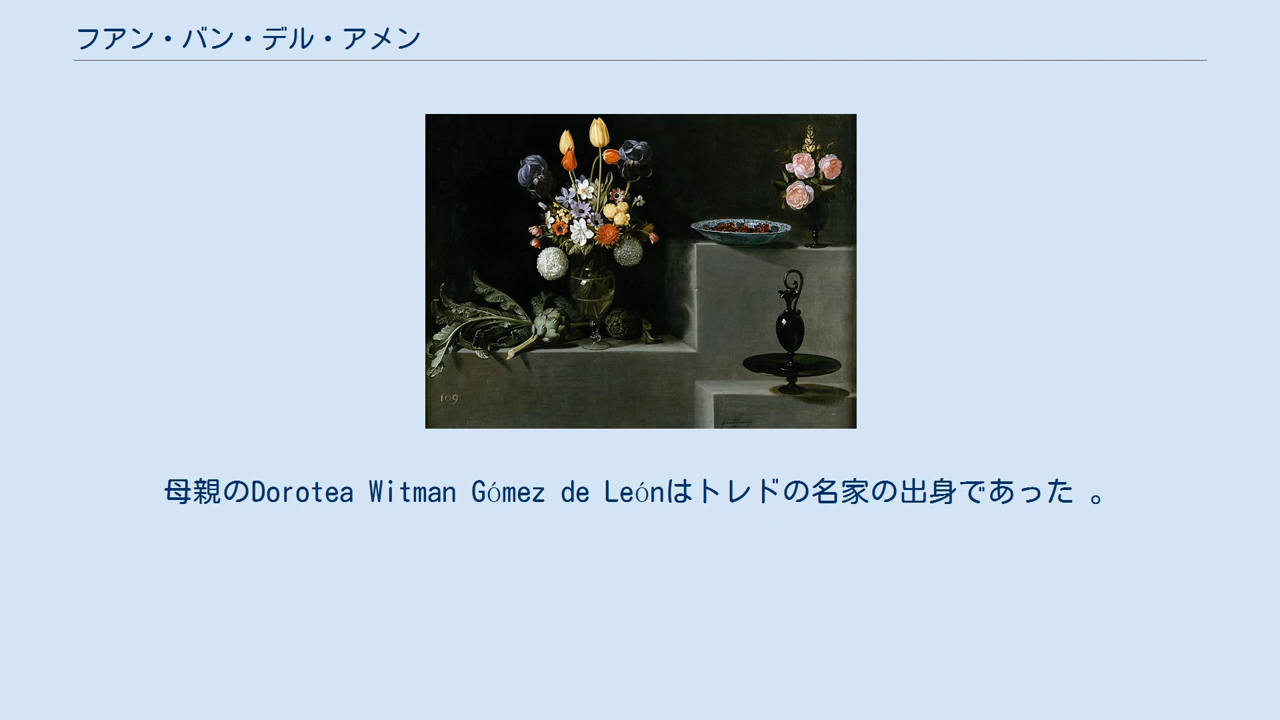 フアン・バン・デル・アメン
109
母親のDorotea Witman Gómez de Leónはトレドの名家の出身であった 。